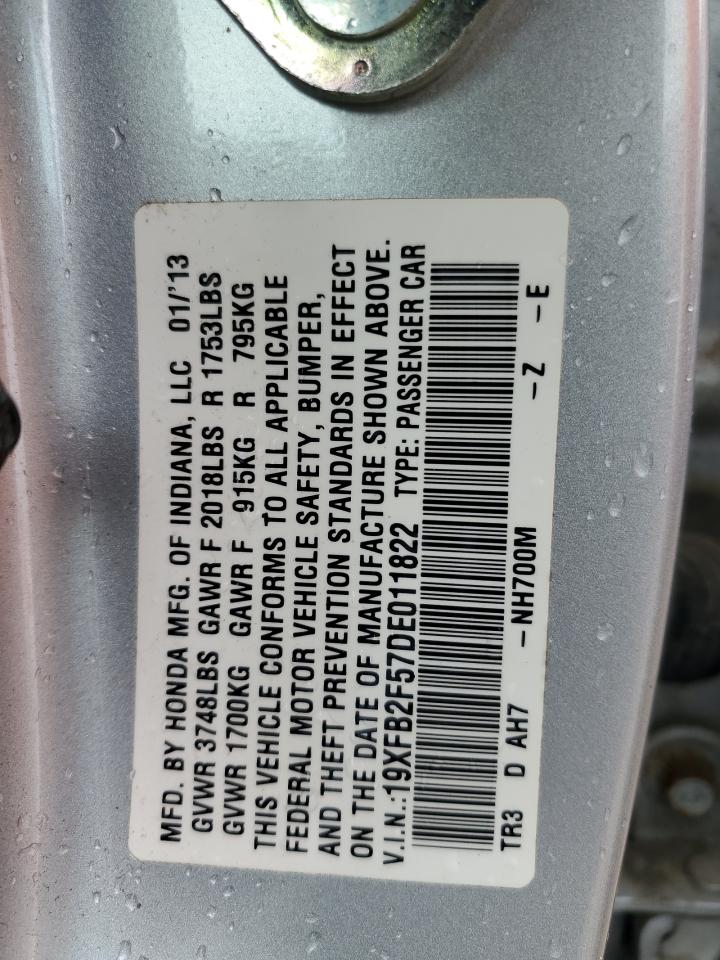 MFD. BY HONDA MFG. OF INDIANA, LLC 01/'13
GVWR 3748LBS GAWR F 2018LBS R 1753LBS
GVWR 1700KG GAWR F 915KG R 795KG
THIS VEHICLE CONFORMS TO ALL APPLICABLE
FEDERAL MOTOR VEHICLE SAFETY, BUMPER,
AND THEFT PREVENTION STANDARDS IN EFFECT
ON THE DATE OF MANUFACTURE SHOWN ABOVE.
V.I.N.:19XFB2F57DE011822 TYPE: PASSENGER CAR
TR3 D AH7 -NH700M -Z -E